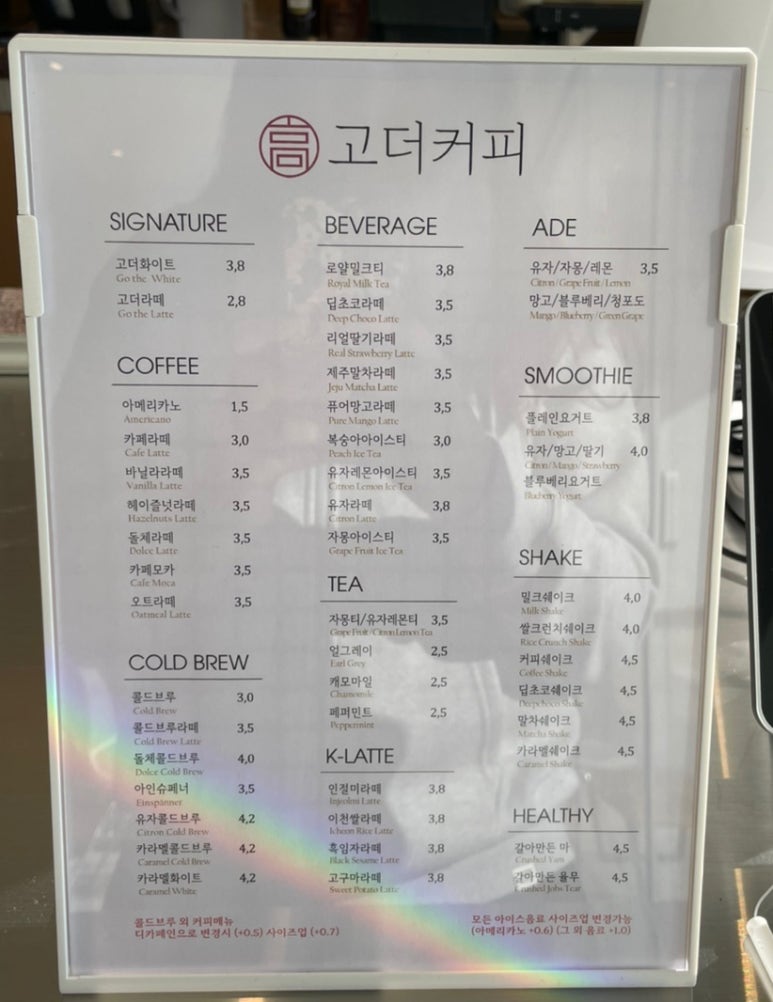 高 고더커피
SIGNATURE
고더화이트 3,8
Go the White
고더라떼 2,8
Go the Latte
COFFEE
아메리카노 1,5
Americano
카페라떼 3,0
Cafe Latte
바닐라라떼 3,5
Vanilla Latte
헤이즐넛라떼 3,5
Hazelnuts Latte
돌체라떼 3,5
Dolce Latte
카페모카 3,5
Cafe Moca
오트라떼 3,5
Oatmeal Latte
COLD BREW
콜드브루 3,0
Cold Brew
콜드브루라떼 3,5
Cold Brew Latte
돌체콜드브루 4,0
Dolce Cold Brew
아인슈페너 3,5
Einspanner
유자콜드브루 4,2
Citron Cold Brew
카라멜콜드브루 4,2
Caramel Cold Brew
카라멜화이트 4,2
Caramel White
콜드브루 외 커피메뉴
디카페인으로 변경시 (+0.5) 사이즈업 (+0.7)
BEVERAGE
로얄밀크티 3,8
Royal Milk Tea
딥초코라떼 3,5
Deep Choco Latte
리얼딸기라떼 3,5
Real Strawberry Latte
제주말차라떼 3,5
Jeju Matcha Latte
퓨어망고라떼 3,5
Pure Mango Latte
복숭아아이스티 3,0
Peach Ice Tea
유자레몬아이스티 3,5
Citron Lemon Ice Tea
유자라떼 3,8
Citron Latte
자몽아이스티 3,5
Grape Fruit Ice Tea
TEA
자몽티/유자레몬티 3,5
Grape Fruit / Citron Lemon Tea
얼그레이 2,5
Earl Grey
캐모마일 2,5
Chamomile
페퍼민트 2,5
Peppermint
K-LATTE
인절미라떼 3,8
Injeolmi Latte
이천쌀라떼 3,8
Icheon Rice Latte
흑임자라떼 3,8
Black Sesame Latte
고구마라떼 3,8
Sweet Potato Latte
ADE
유자/자몽/레몬 3,5
Citron / Grape Fruit / Lemon
망고/블루베리/청포도
Mango / Blueberry / Green Grape
SMOOTHIE
플레인요거트 3,8
Plain Yogurt
유자/망고/딸기 4,0
Citron / Mango / Strawberry
블루베리요거트
Blueberry Yogurt
SHAKE
밀크쉐이크 4,0
Milk Shake
쌀크런치쉐이크 4,0
Rice Crunch Shake
커피쉐이크 4,5
Coffee Shake
딥초코쉐이크 4,5
Deepchoco Shake
말차쉐이크 4,5
Matcha Shake
카라멜쉐이크 4,5
Caramel Shake
HEALTHY
갈아만든 마 4,5
Crushed Yam
갈아만든 율무 4,5
Crushed Jobs Tear
모든 아이스음료 사이즈업 변경가능
(아메리카노 +0.6) (그 외 음료 +1.0)